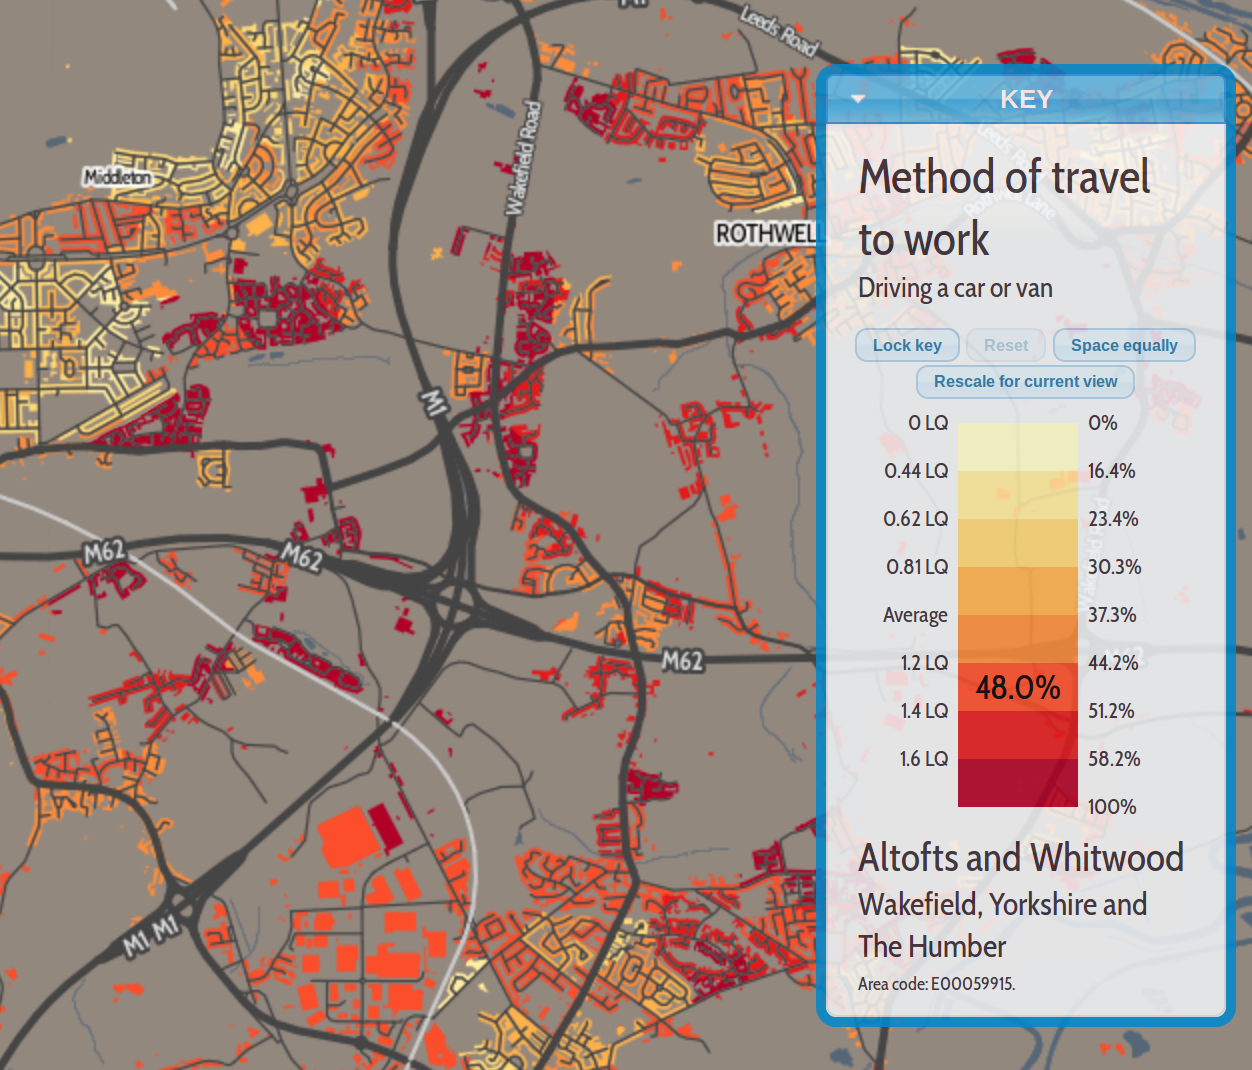 M1
Leeds Road
Wakefield Road
Middleton
ROTHWELL
M1
M62
M62
M62
M1 M1
KEY
Method of travel
to work
Driving a car or van
Lock key
Reset
Space equally
Rescale for current view
0 LQ 0%
0.44 LQ 16.4%
0.62 LQ 23.4%
0.81 LQ 30.3%
Average 37.3%
1.2 LQ 44.2%
48.0%
1.4 LQ 51.2%
1.6 LQ 58.2%
100%
Altofts and Whitwood
Wakefield, Yorkshire and
The Humber
Area code: E00059915.